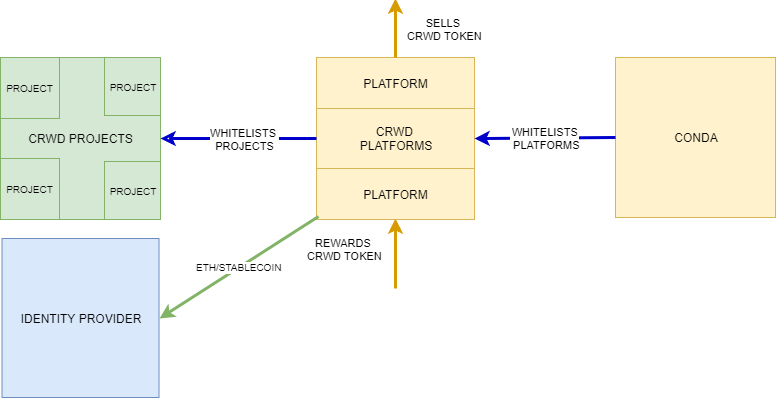 SELLS
CRWD TOKEN
PROJECT
PROJECT
CRWD PROJECTS
PROJECT
PROJECT
WHITELISTS
PROJECTS
PLATFORM
CRWD
PLATFORMS
PLATFORM
WHITELISTS
PLATFORMS
CONDA
REWARDS
CRWD TOKEN
ETH/STABLECOIN
IDENTITY PROVIDER